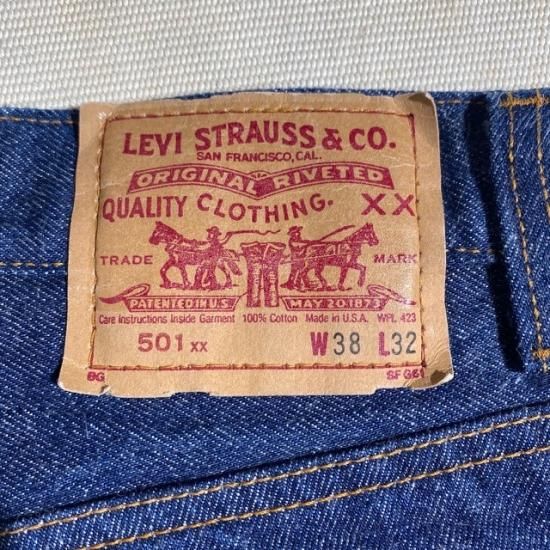 LEVI STRAUSS & CO.
SAN FRANCISCO, CAL.
ORIGINAL RIVETED
QUALITY CLOTHING. XX
TRADE MARK
PATENTED IN U.S MAY 20 1873
Care Instructions Inside Garment 100% Cotton Made in U.S.A. WPL 423
501 xx W38 L32
BG